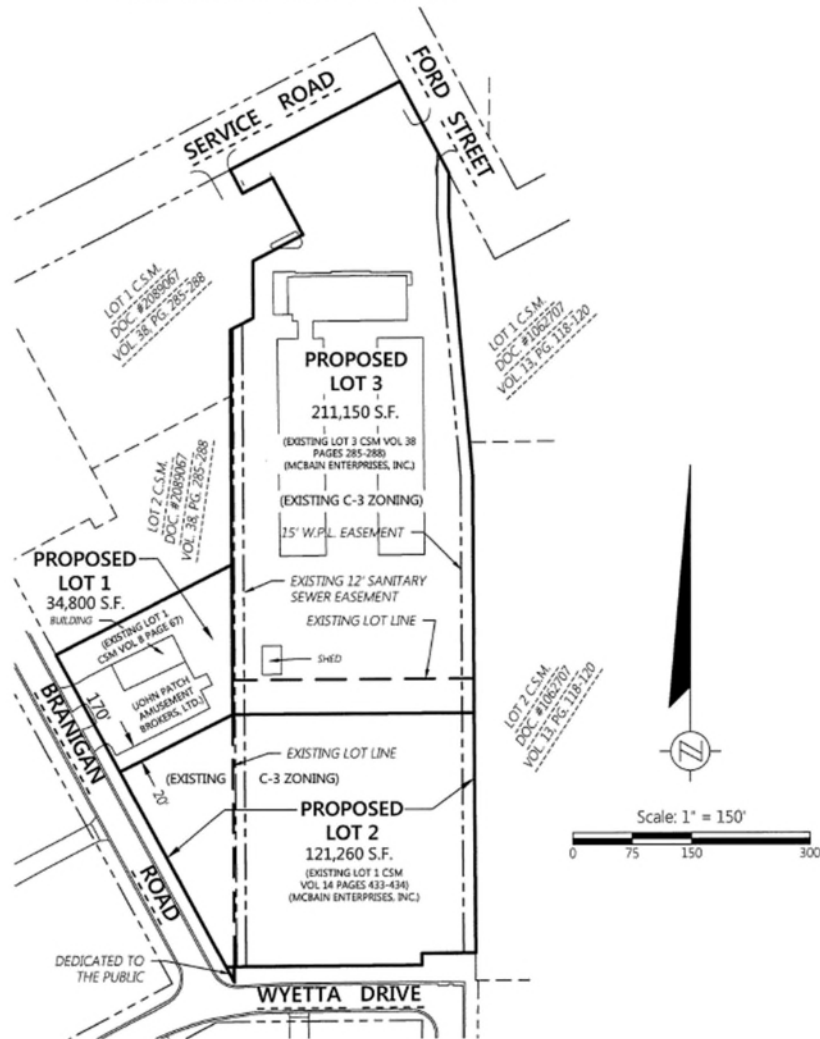 SERVICE ROAD
FORD
STREET
LOT 1 C.S.M.
DOC. #2089067
VOL. 38, PG. 285-288
LOT 1 C.S.M.
DOC. #1062707
VOL. 13, PG. 118-120
PROPOSED
LOT 3
211,150 S.F.
(EXISTING LOT 3 CSM VOL 38
PAGES 285-288)
(MCBAIN ENTERPRISES, INC.)
(EXISTING C-3 ZONING)
LOT 2 C.S.M.
DOC. #2089067
VOL. 38, PG. 285-288
15' W.P.L. EASEMENT
PROPOSED
LOT 1
34,800 S.F.
BUILDING
(EXISTING LOT 1
CSM VOL 8 PAGE 67)
EXISTING 12' SANITARY
SEWER EASEMENT
EXISTING LOT LINE
SHED
UOHN PATCH
AMUSEMENT
BROKERS, LTD.)
170'
LOT 2 C.S.M.
DOC. #1062707
VOL. 13, PG. 118-120
BRANIGAN
ROAD
EXISTING LOT LINE
(EXISTING C-3 ZONING)
20'
PROPOSED
LOT 2
121,260 S.F.
(EXISTING LOT 1 CSM
VOL 14 PAGES 433-434)
(MCBAIN ENTERPRISES, INC.)
Scale: 1" = 150'
0 75 150 300
DEDICATED TO
THE PUBLIC
WYETTA DRIVE